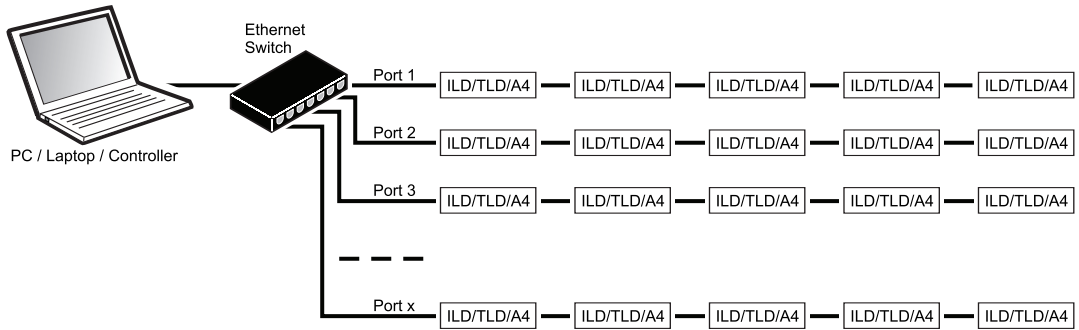 Ethernet
Switch
PC / Laptop / Controller
Port 1
ILD/TLD/A4 ILD/TLD/A4 ILD/TLD/A4 ILD/TLD/A4 ILD/TLD/A4
Port 2
ILD/TLD/A4 ILD/TLD/A4 ILD/TLD/A4 ILD/TLD/A4 ILD/TLD/A4
Port 3
ILD/TLD/A4 ILD/TLD/A4 ILD/TLD/A4 ILD/TLD/A4 ILD/TLD/A4
Port x
ILD/TLD/A4 ILD/TLD/A4 ILD/TLD/A4 ILD/TLD/A4 ILD/TLD/A4